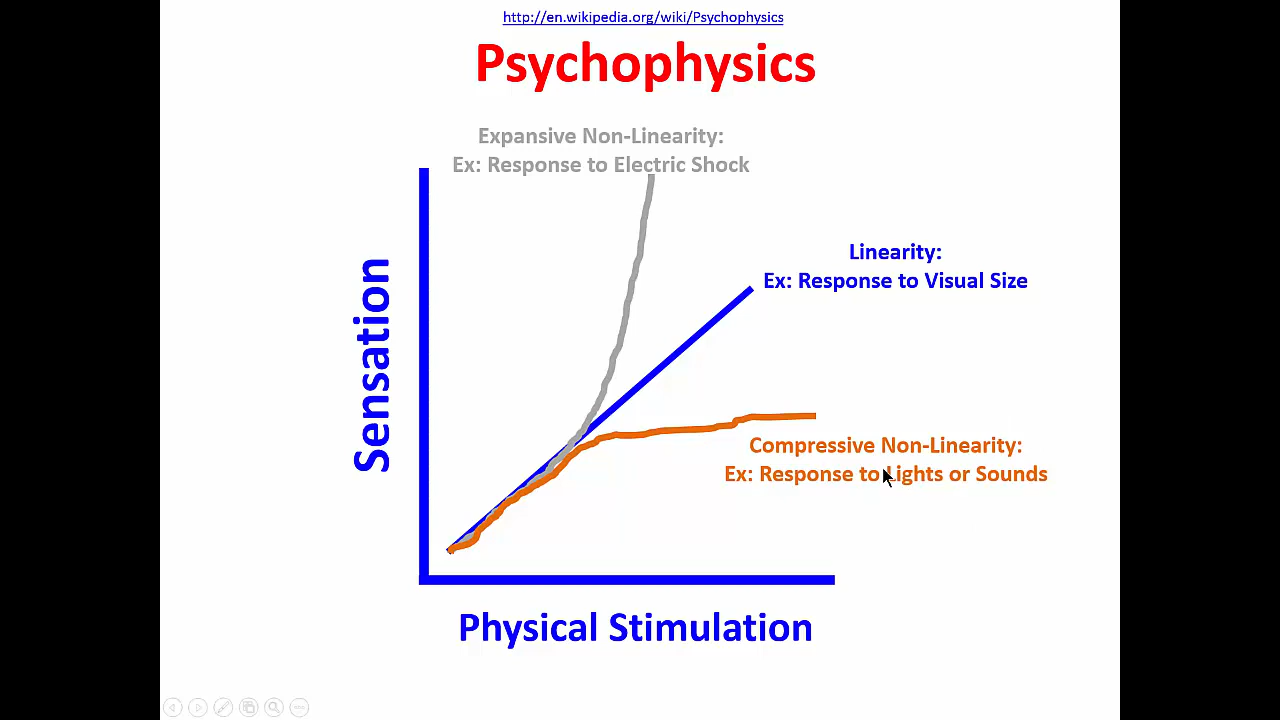 http://en.wikipedia.org/wiki/Psychophysics
Psychophysics
Expansive Non-Linearity:
Ex: Response to Electric Shock
Linearity:
Ex: Response to Visual Size
Sensation
Compressive Non-Linearity:
Ex: Response to Lights or Sounds
Physical Stimulation